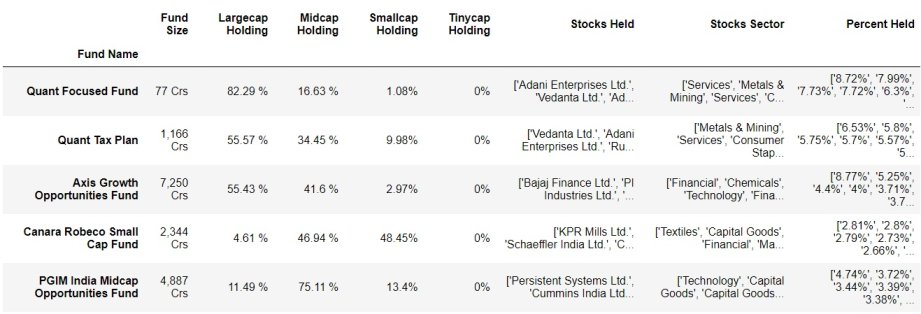 Fund Size Largecap Holding Midcap Holding Smallcap Holding Tinycap Holding Stocks Held Stocks Sector Percent Held
Fund Name
Quant Focused Fund 77 Crs 82.29 % 16.63 % 1.08% 0% ['Adani Enterprises Ltd.', 'Vedanta Ltd.', 'Ad... ['Services', 'Metals & Mining', 'Services', 'C... ['8.72%', '7.99%', '7.73%', '7.72%', '6.3%', '...
Quant Tax Plan 1,166 Crs 55.57 % 34.45 % 9.98% 0% ['Vedanta Ltd.', 'Adani Enterprises Ltd.', 'Ru... ['Metals & Mining', 'Services', 'Consumer Stap... ['6.53%', '5.8%', '5.75%', '5.7%', '5.57%', '5...
Axis Growth Opportunities Fund 7,250 Crs 55.43 % 41.6 % 2.97% 0% ['Bajaj Finance Ltd.', 'PI Industries Ltd.', '... ['Financial', 'Chemicals', 'Technology', 'Fina... ['8.77%', '5.25%', '4.4%', '4%', '3.71%', '3.7...
Canara Robeco Small Cap Fund 2,344 Crs 4.61 % 46.94 % 48.45% 0% ['KPR Mills Ltd.', 'Schaeffler India Ltd.', 'C... ['Textiles', 'Capital Goods', 'Financial', 'Ma... ['2.81%', '2.8%', '2.79%', '2.73%', '2.66%', '...
PGIM India Midcap Opportunities Fund 4,887 Crs 11.49 % 75.11 % 13.4% 0% ['Persistent Systems Ltd.', 'Cummins India Ltd... ['Technology', 'Capital Goods', 'Capital Goods... ['4.74%', '3.72%', '3.44%', '3.39%', '3.38%', ...